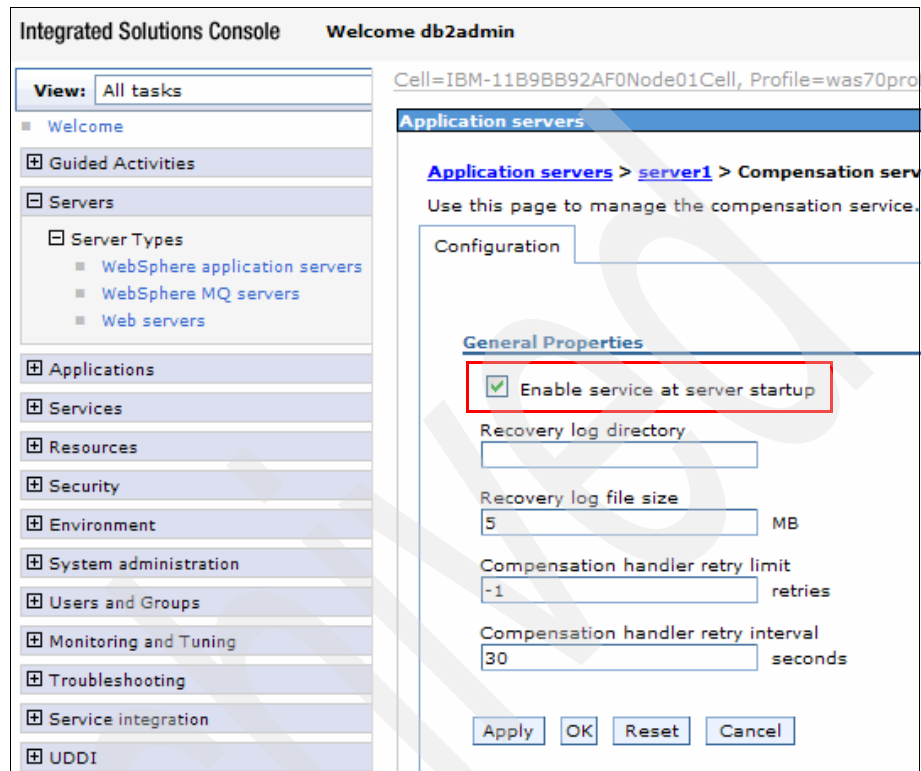 Integrated Solutions Console Welcome db2admin
View: All tasks
Welcome
Guided Activities
Servers
Server Types
WebSphere application servers
WebSphere MQ servers
Web servers
Applications
Services
Resources
Security
Environment
System administration
Users and Groups
Monitoring and Tuning
Troubleshooting
Service integration
UDDI
Cell=IBM-11B9BB92AF0Node01Cell, Profile=was70pro
Application servers
Application servers > server1 > Compensation serv
Use this page to manage the compensation service.
Configuration
General Properties
Enable service at server startup
Recovery log directory
Recovery log file size
5 MB
Compensation handler retry limit
-1 retries
Compensation handler retry interval
30 seconds
Apply OK Reset Cancel